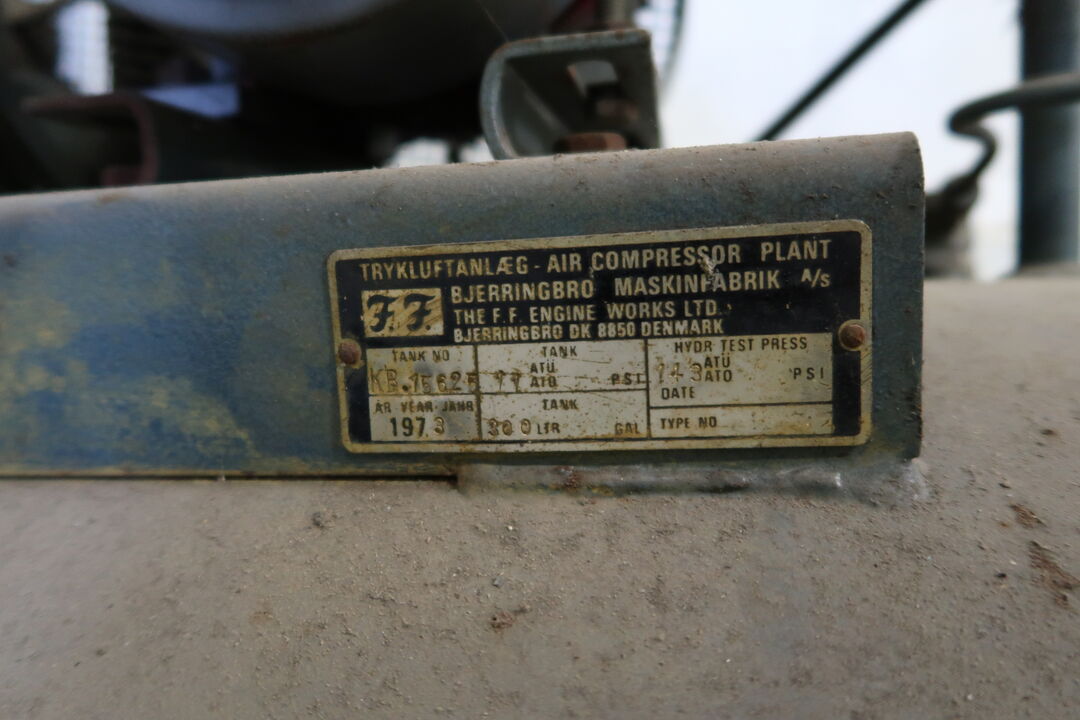 TRYKLUFTANLÆG - AIR COMPRESSOR PLANT
F.F.
BJERRINGBRO MASKINFABRIK A/S
THE F.F. ENGINE WORKS LTD.
BJERRINGBRO DK 8850 DENMARK
TANK NO
TANK
ATÜ
ATO PSI
HYDR TEST PRESS
ATÜ
ATO PSI
DATE
ÅR YEAR JAHR
1973
TANK
300 LTR GAL
TYPE NO